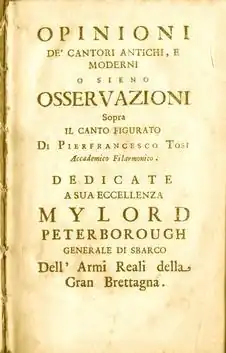 OPINIONI
DE' CANTORI ANTICHI, E
MODERNI
O SIENO
OSSERVAZIONI
Sopra
IL CANTO FIGURATO
DI PIERFRANCESCO TOSI
Accademico Filarmonico.
DEDICATE
A SUA ECCELLENZA
MYLORD
PETERBOROUGH
GENERALE DI SBARCO
Dell' Armi Reali della
Gran Brettagna.